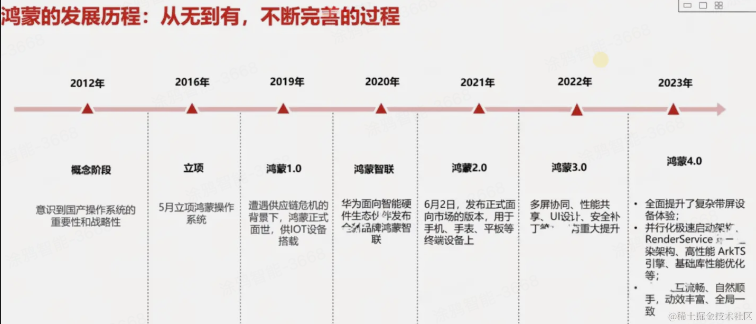 鸿蒙的发展历程：从无到有，不断完善的过程
2012年
2016年
2019年
2020年
2021年
2022年
2023年
概念阶段
意识到国产操作系统的
重要性和战略性
立项
5月立项鸿蒙操作
系统
鸿蒙1.0
遭遇供应链危机的
背景下，鸿蒙正式
面世，供IOT设备
搭载
鸿蒙智联
华为面向智能硬
件生态伙伴发布
品牌鸿蒙智
联
鸿蒙2.0
6月2日，发布正式面
向市场的版本，用于
手机、手表、平板等
终端设备上
鸿蒙3.0
多屏协同、性能共
享、UI设计、安全补
丁 有重大提升
鸿蒙4.0
• 全面提升了复杂带屏设
备体验；
• 并行化极速启动架构、
RenderService
染架构、高性能 ArkTS
引擎、基础库性能优化
等；
• 互流畅、自然顺
手，动效丰富、全局一
致
@稀土掘金技术社区